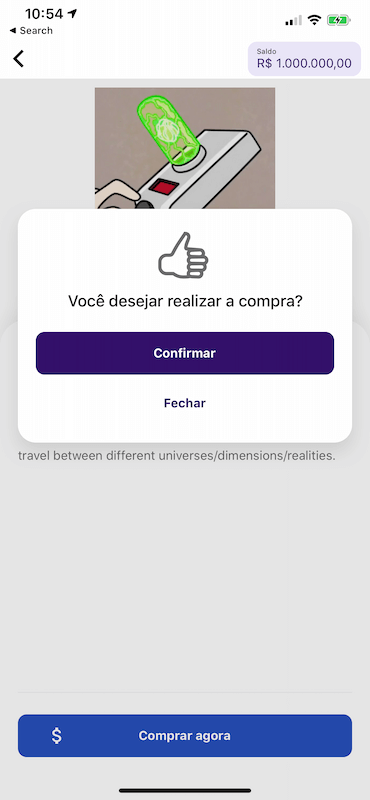 10:54
Search
Saldo
R$ 1.000.000,00
Você desejar realizar a compra?
Confirmar
Fechar
travel between different universes/dimensions/realities.
$ Comprar agora